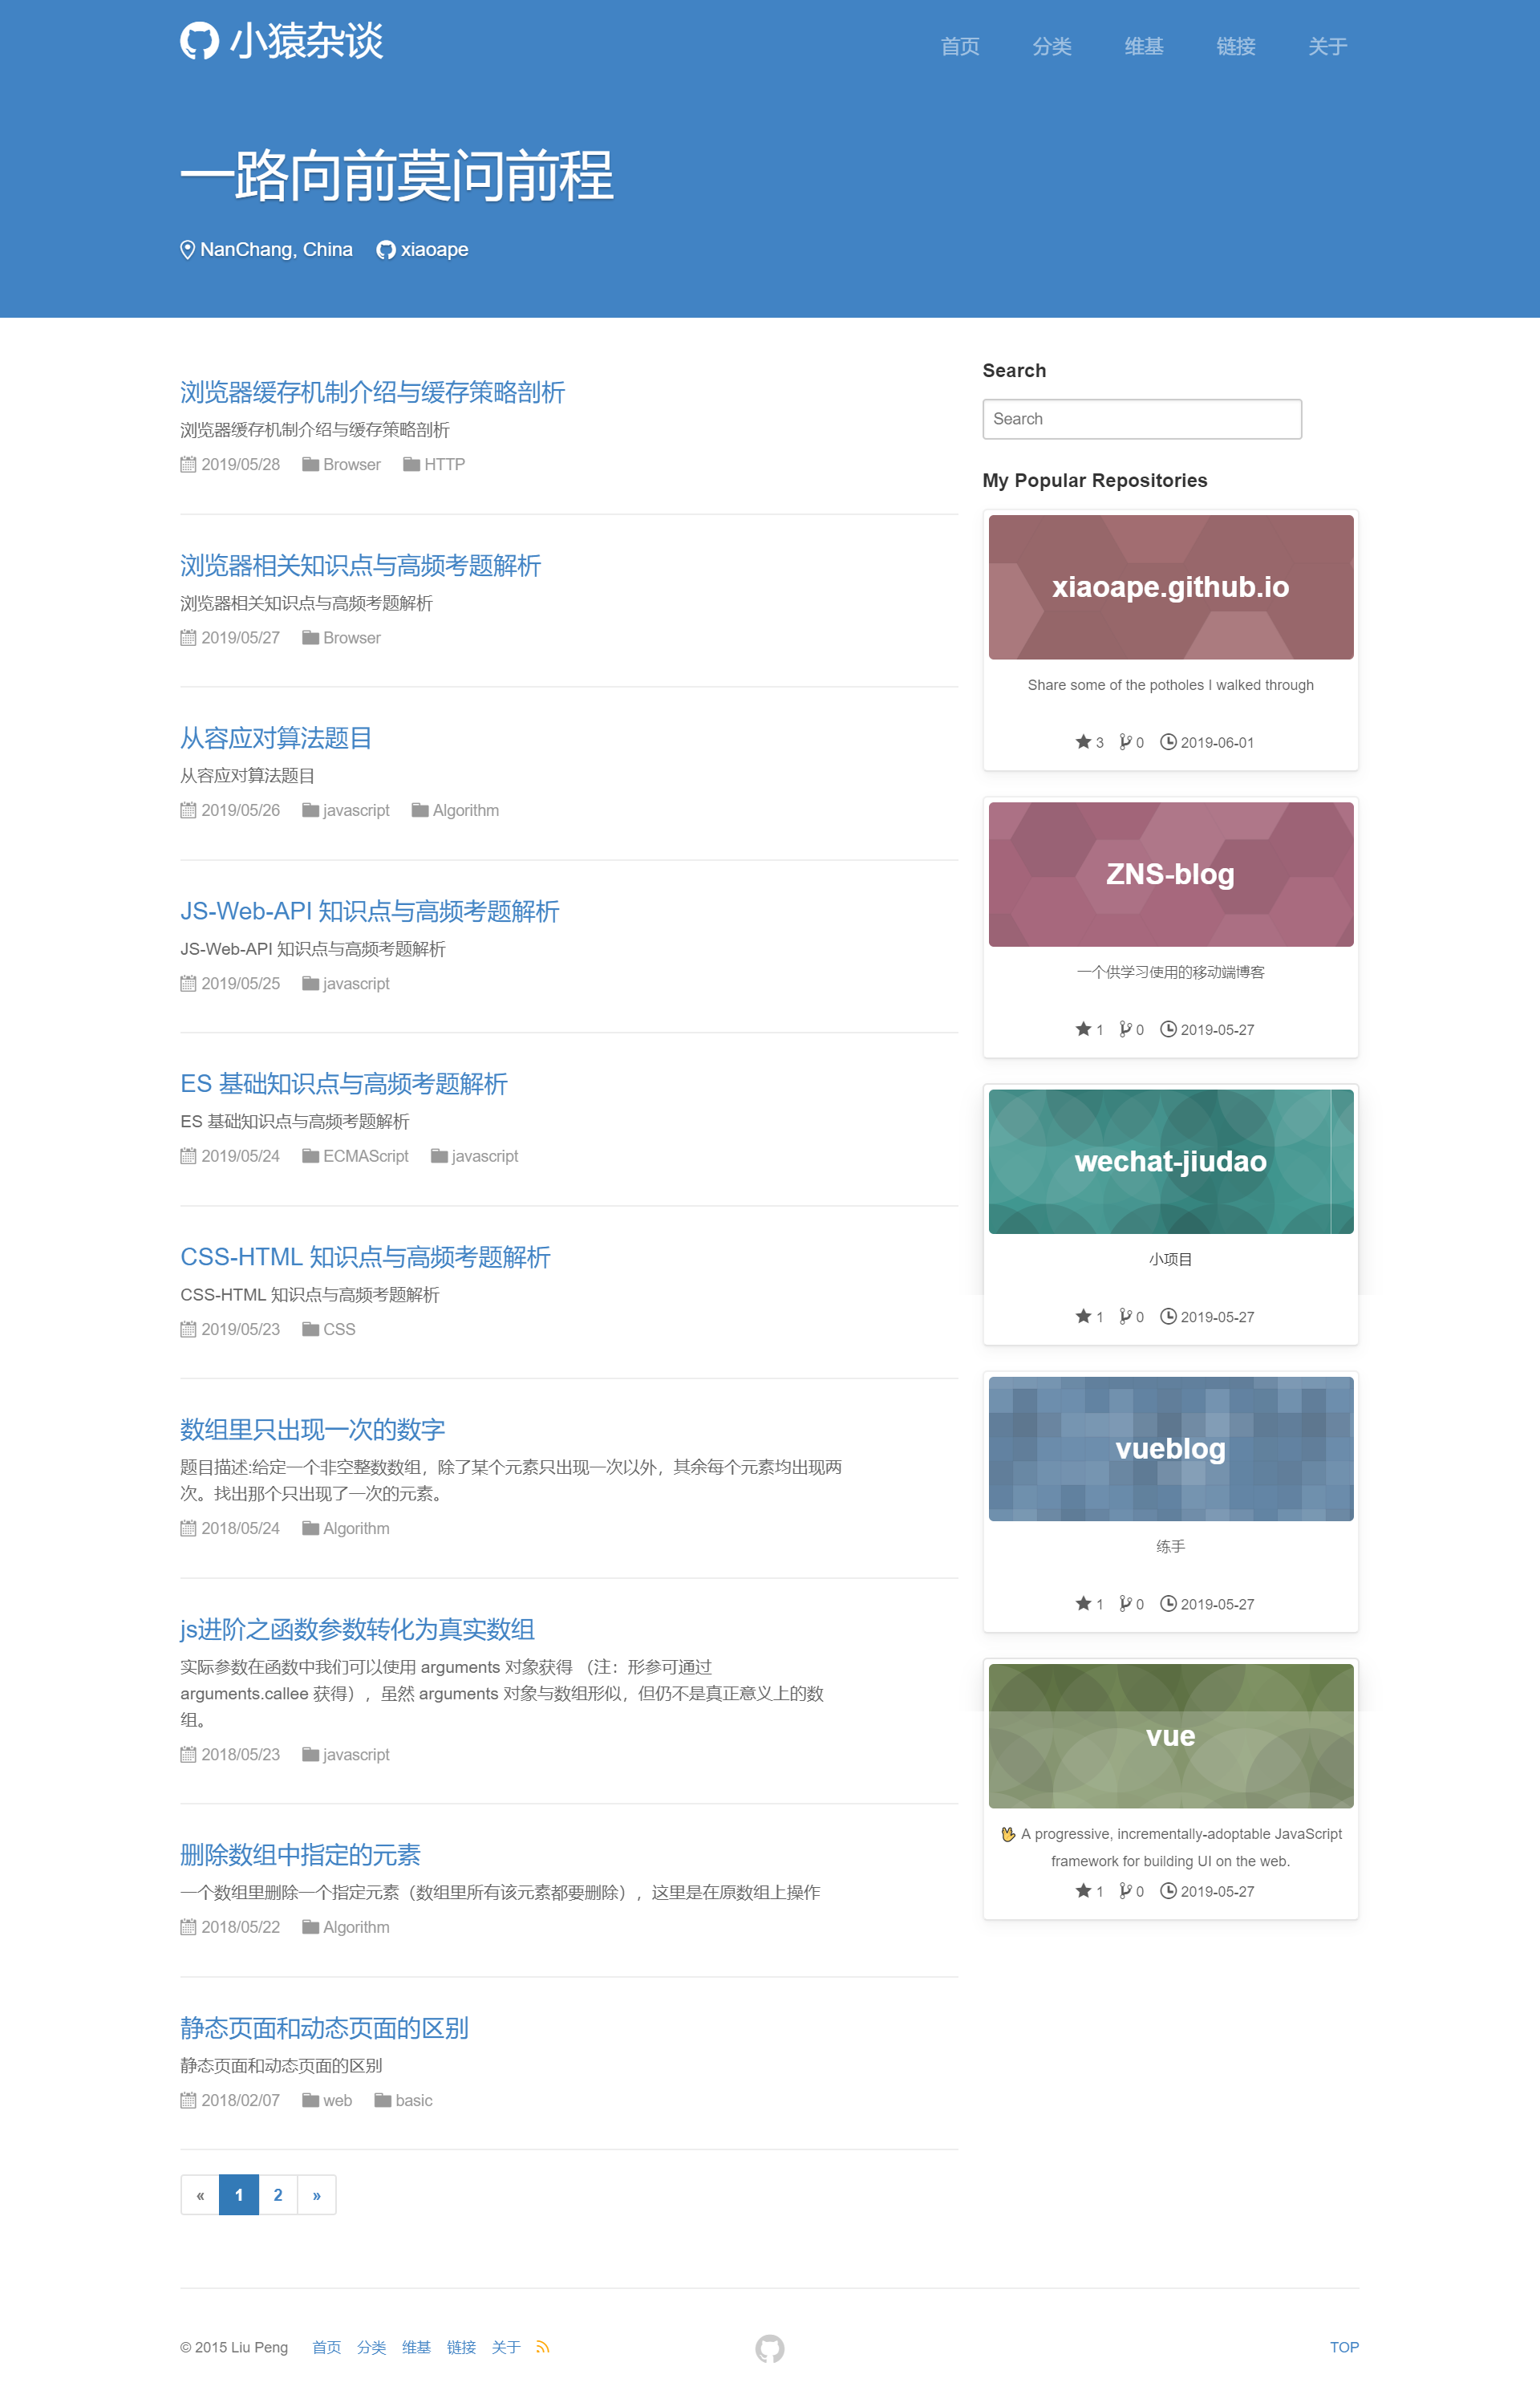 小猿杂谈
首页 分类 维基 链接 关于
一路向前莫问前程
NanChang, China xiaoape
浏览器缓存机制介绍与缓存策略剖析
浏览器缓存机制介绍与缓存策略剖析
2019/05/28 Browser HTTP
浏览器相关知识点与高频考题解析
浏览器相关知识点与高频考题解析
2019/05/27 Browser
从容应对算法题目
从容应对算法题目
2019/05/26 javascript Algorithm
JS-Web-API 知识点与高频考题解析
JS-Web-API 知识点与高频考题解析
2019/05/25 javascript
ES 基础知识点与高频考题解析
ES 基础知识点与高频考题解析
2019/05/24 ECMAScript javascript
CSS-HTML 知识点与高频考题解析
CSS-HTML 知识点与高频考题解析
2019/05/23 CSS
数组里只出现一次的数字
题目描述:给定一个非空整数数组，除了某个元素只出现一次以外，其余每个元素均出现两
次。找出那个只出现了一次的元素。
2018/05/24 Algorithm
js进阶之函数参数转化为真实数组
实际参数在函数中我们可以使用 arguments 对象获得 （注：形参可通过
arguments.callee 获得），虽然 arguments 对象与数组形似，但仍不是真正意义上的数
组。
2018/05/23 javascript
删除数组中指定的元素
一个数组里删除一个指定元素（数组里所有该元素都要删除），这里是在原数组上操作
2018/05/22 Algorithm
静态页面和动态页面的区别
静态页面和动态页面的区别
2018/02/07 web basic
« 1 2 »
Search
Search
My Popular Repositories
xiaoape.github.io
Share some of the potholes I walked through
3 0 2019-06-01
ZNS-blog
一个供学习使用的移动端博客
1 0 2019-05-27
wechat-jiudao
小项目
1 0 2019-05-27
vueblog
练手
1 0 2019-05-27
vue
🖖 A progressive, incrementally-adoptable JavaScript
framework for building UI on the web.
1 0 2019-05-27
© 2015 Liu Peng 首页 分类 维基 链接 关于
TOP